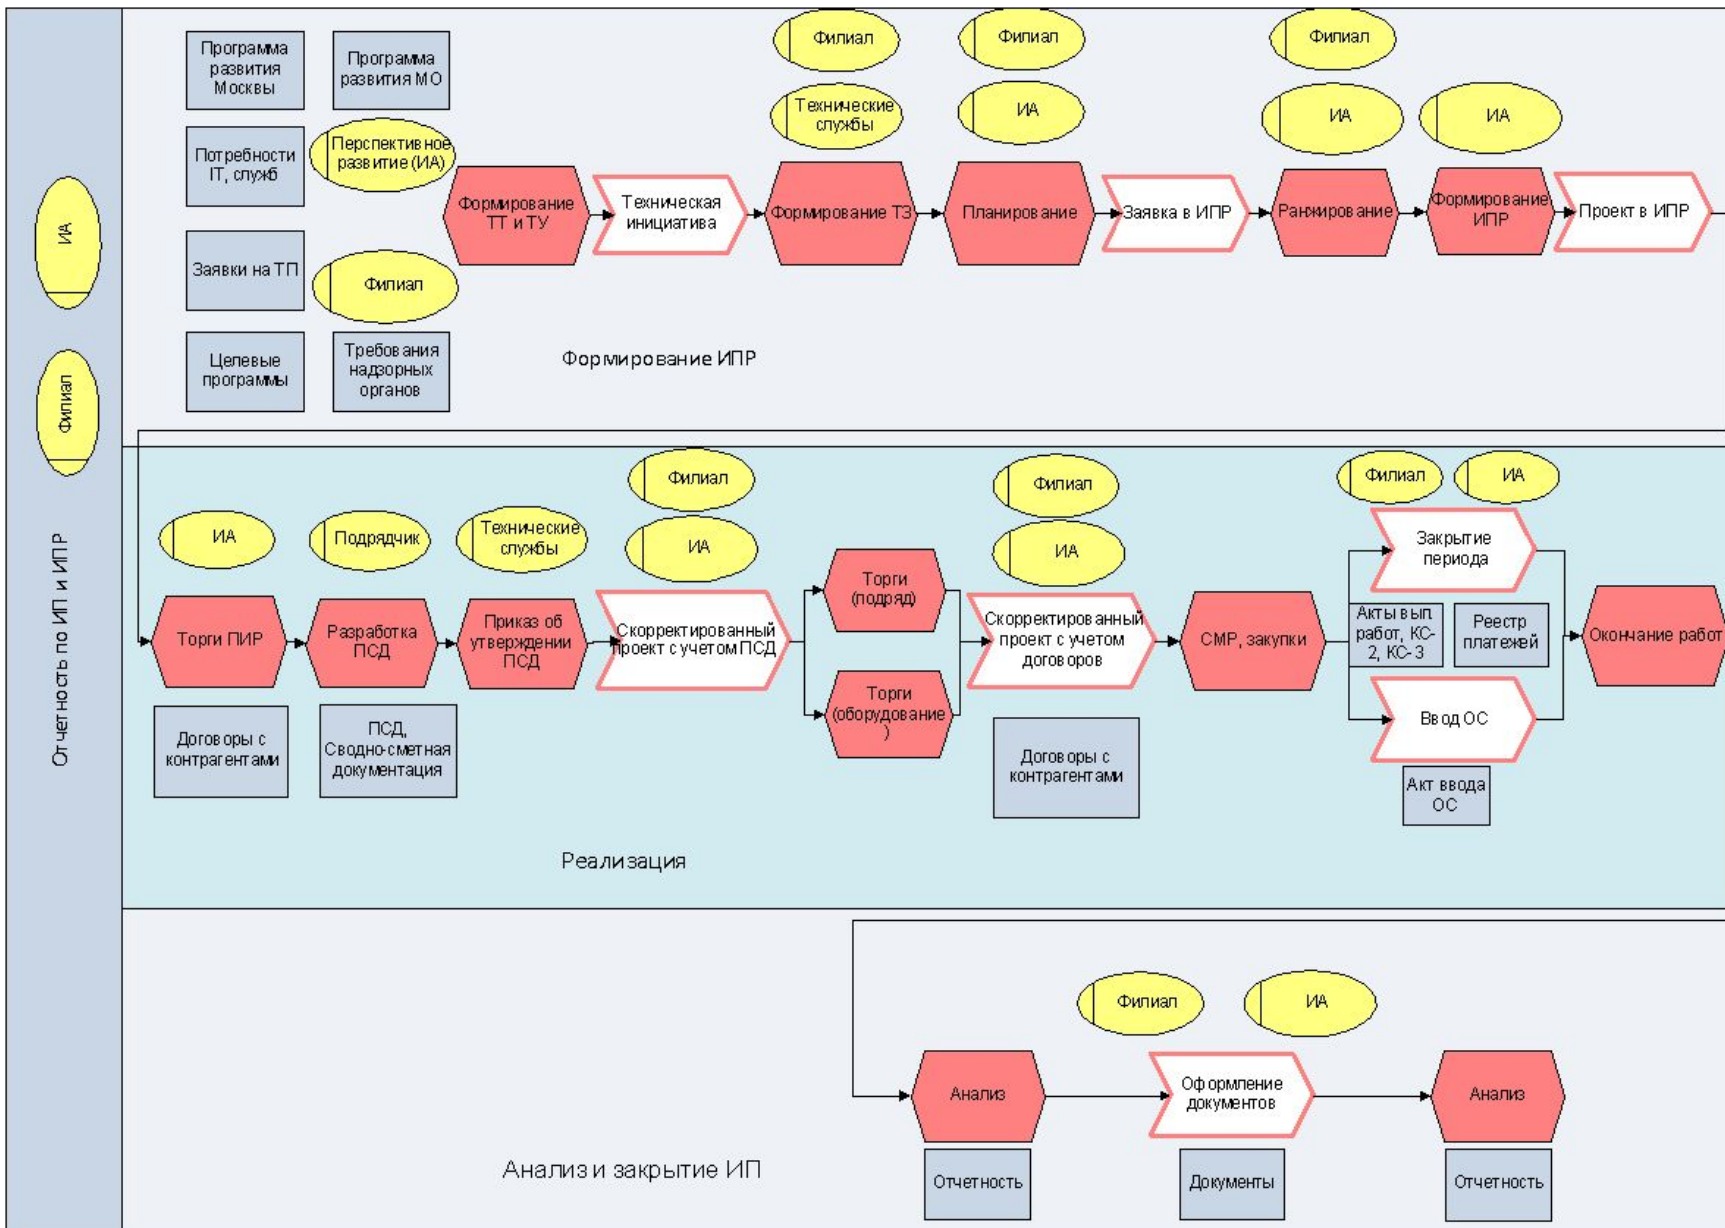 ИА
Филиал
Отчетность по ИП и ИПР
Программа
развития
Москвы
Программа
развития МО
Потребности
IT, служб
Перспективное
развитие (ИА)
Заявки на ТП
Филиал
Целевые
программы
Требования
надзорных
органов
Филиал
Технические
службы
Филиал
ИА
Филиал
ИА
ИА
Формирование
ТТ и ТУ
Техническая
инициатива
Формирование ТЗ
Планирование
Заявка в ИПР
Ранжирование
Формирование
ИПР
Проект в ИПР
Формирование ИПР
ИА
Подрядчик
Технические
службы
Филиал
ИА
Филиал
ИА
Филиал
ИА
Торги ПИР
Разработка
ПСД
Приказ об
утверждении
ПСД
Скорректированный
проект с учетом ПСД
Торги
(подряд)
Торги
(оборудование
)
Скорректированный
проект с учетом
договоров
СМР, закупки
Закрытие
периода
Акты вып
работ, КС-
2, КС-3
Реестр
платежей
Ввод ОС
Акт ввода
ОС
Окончание работ
Договоры с
контрагентами
ПСД,
Сводно-сметная
документация
Договоры с
контрагентами
Реализация
Филиал
ИА
Анализ
Оформление
документов
Анализ
Отчетность
Документы
Отчетность
Анализ и закрытие ИП